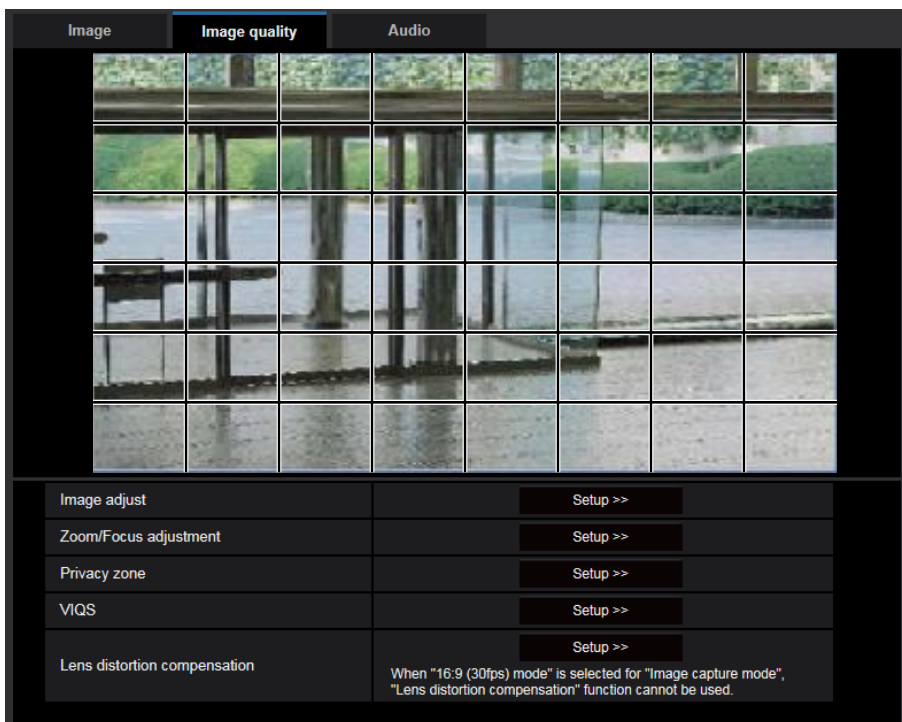 Image
Image quality
Audio
Image adjust
Setup >>
Zoom/Focus adjustment
Setup >>
Privacy zone
Setup >>
VIQS
Setup >>
Lens distortion compensation
Setup >>
When "16:9 (30fps) mode" is selected for "Image capture mode",
"Lens distortion compensation" function cannot be used.